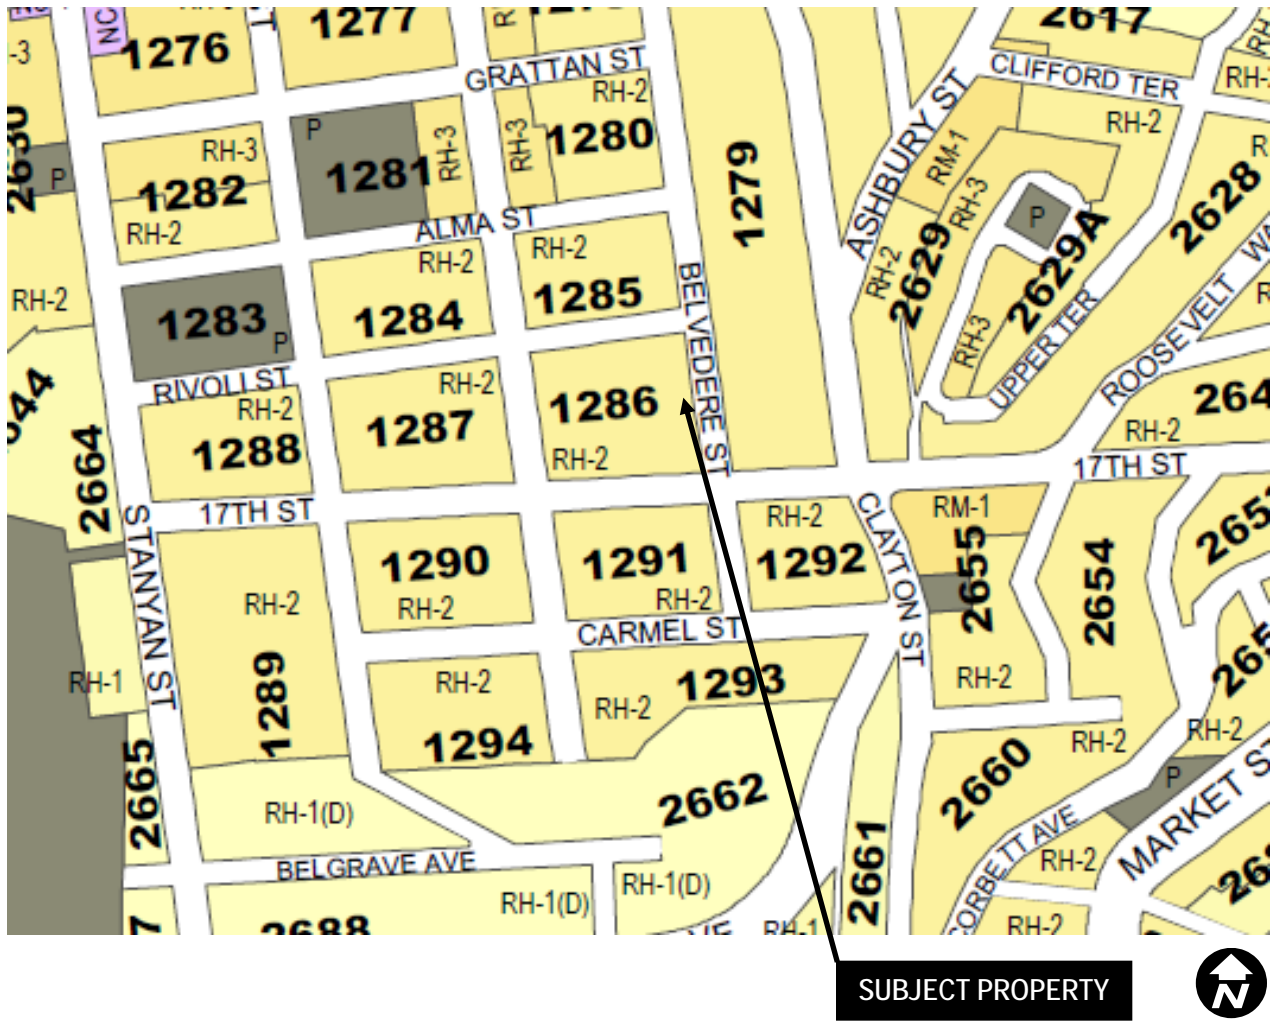 1276
1277
2617
NC
-3
GRATTAN ST
CLIFFORD TER
RH-2
RH-2
P
1280
1279
ASHBURY ST
RM-1
RH-3
1281
RH-3
RH-3
P
1282
RH-2
ALMA ST
RH-3
P
2628
RH-2
RH-2
RH-2
2629
RH-2
2629A
RH-2
1283
P
1284
1285
BELVEDERE ST
RH-3
UPPER TER
ROOSEVELT
RIVOLI ST
RH-2
RH-2
1286
1287
1288
RH-2
264
RH-2
17TH ST
2664
17TH ST
STANYAN ST
CLAYTON ST
RM-1
RH-2
1290
1291
1292
2655
2654
RH-2
RH-2
RH-2
CARMEL ST
RH-1
1289
RH-2
1293
RH-2
RH-2
1294
RH-2
RH-2
2665
RH-1(D)
2662
2660
P
MARKET ST
2661
CORBETT AVE
RH-2
BELGRAVE AVE
RH-1(D)
RH-1(D)
RH-1
RH-2
2688
SUBJECT PROPERTY
N